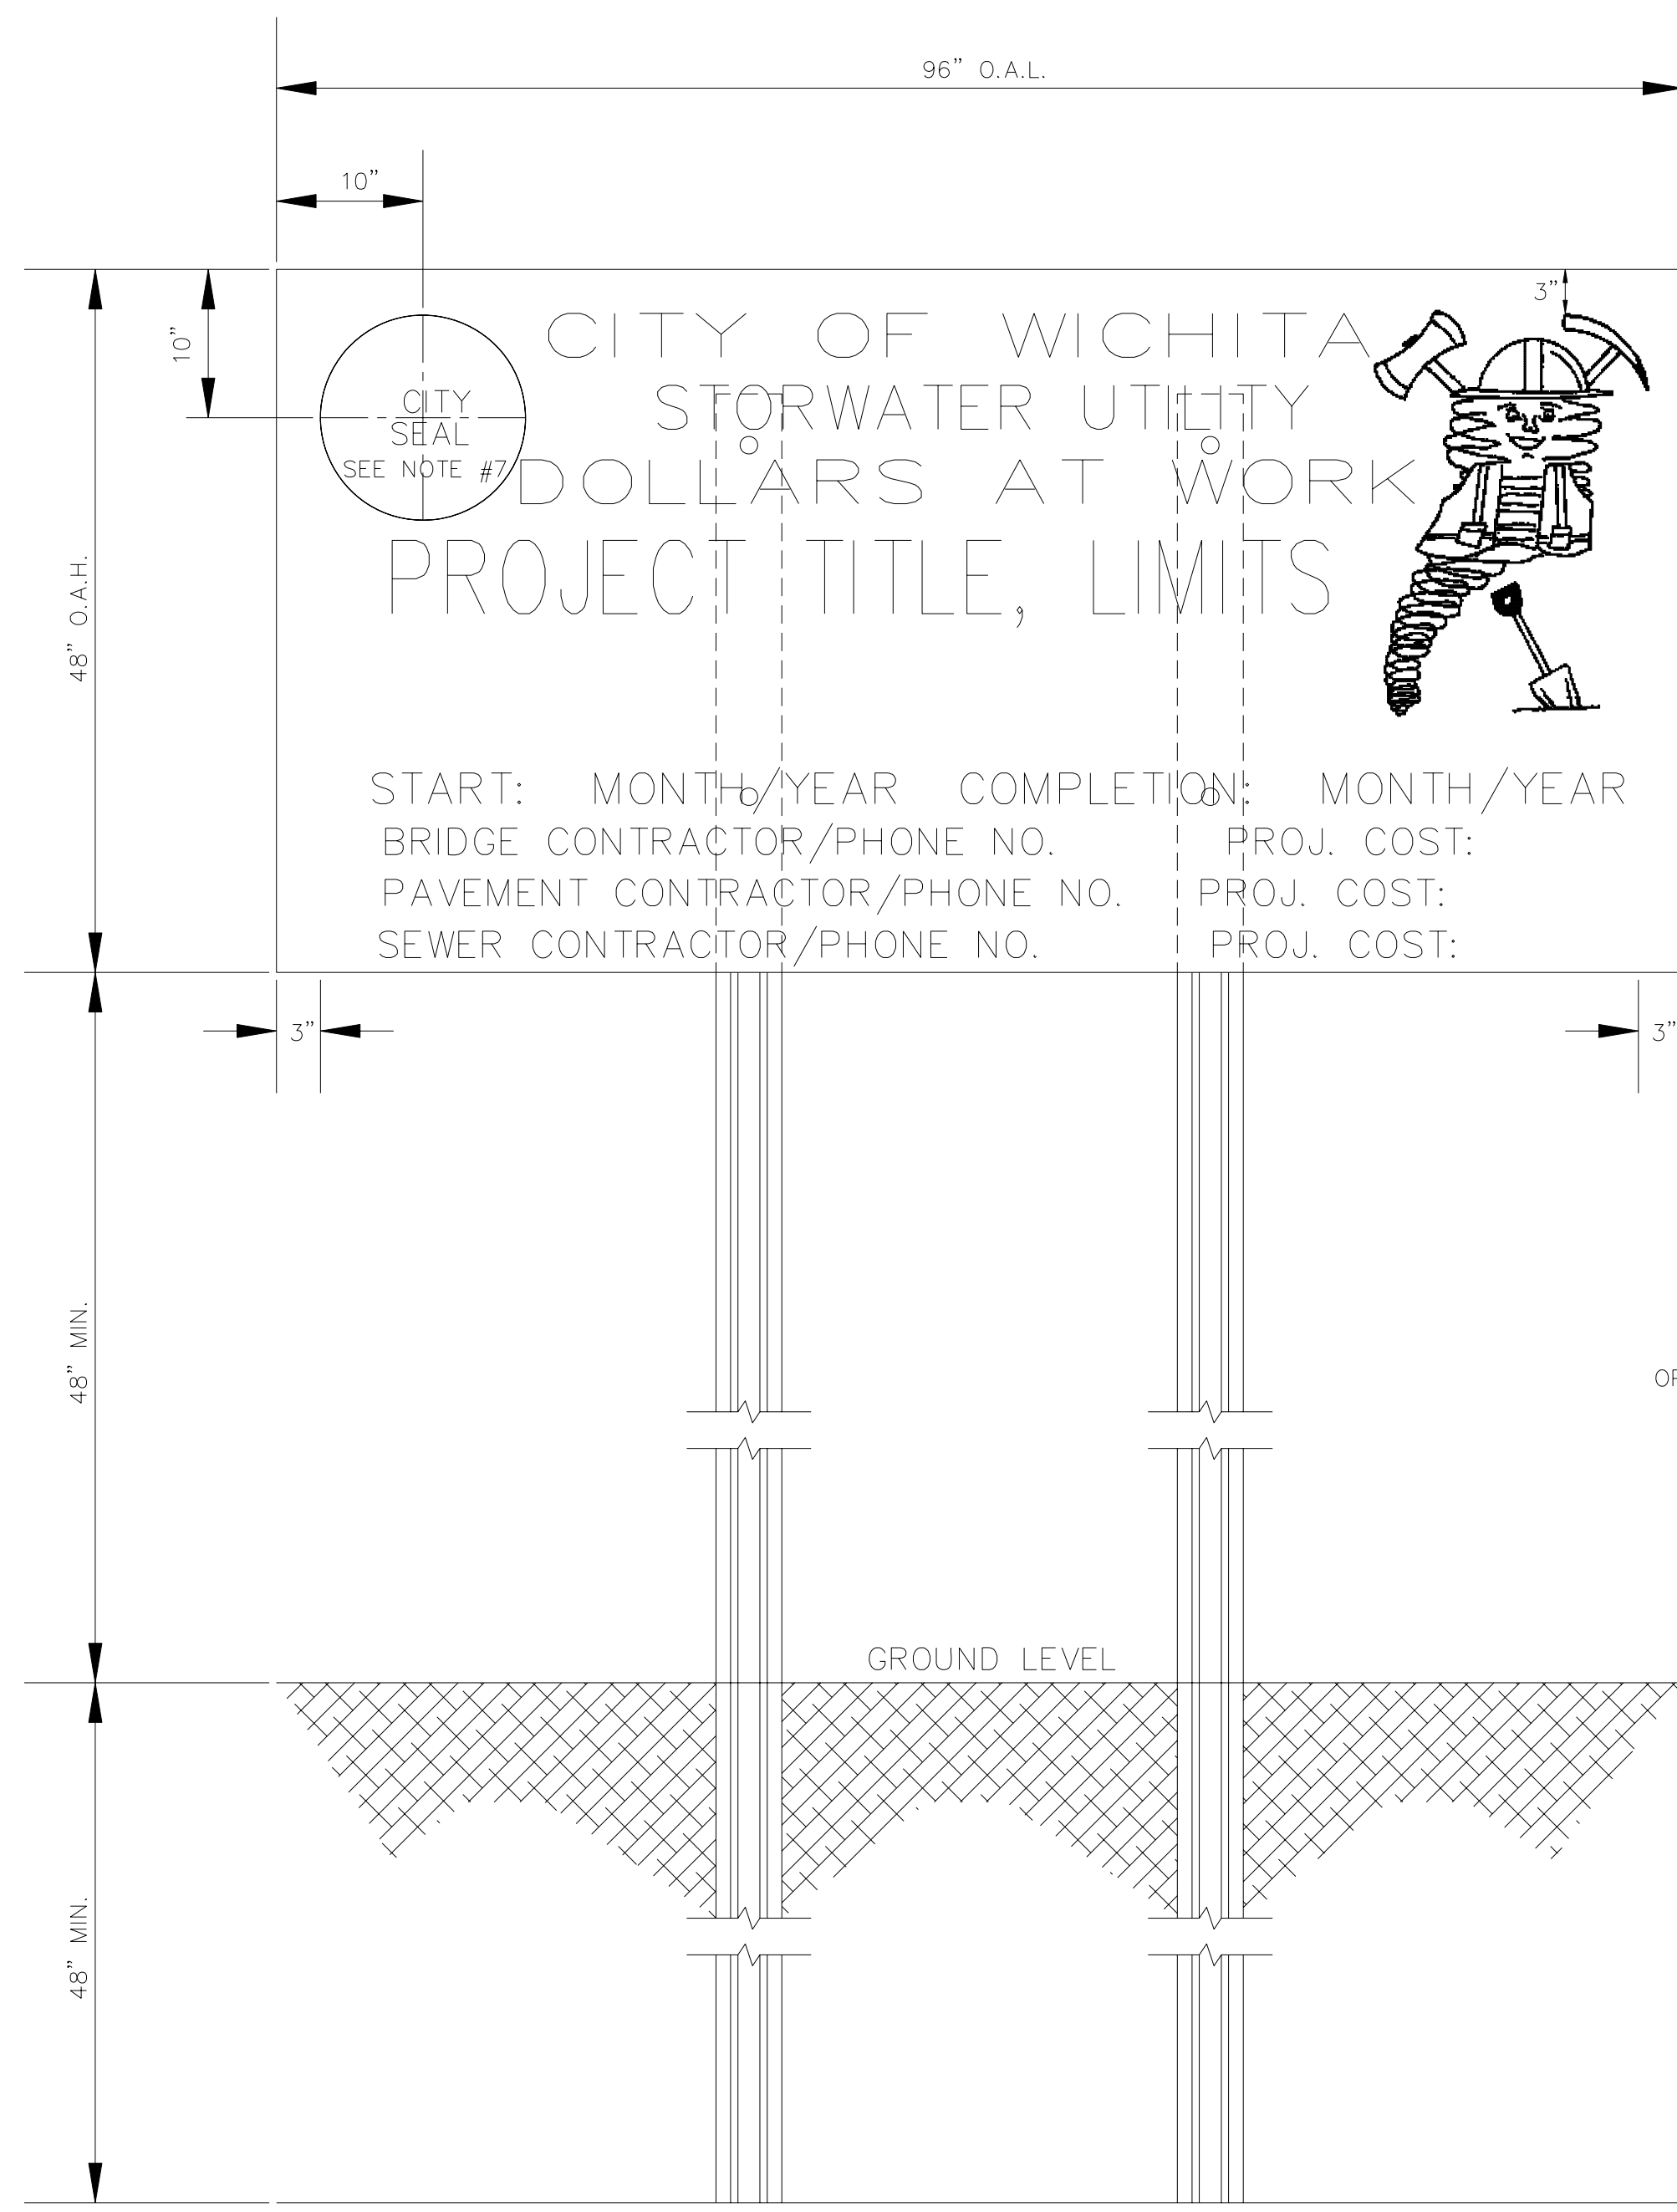 96" O.A.L.
10"
10"
3"
CITY OF WICHITA
STORWATER UTILITY
DOLLARS AT WORK
CITY
SEAL
SEE NOTE #7
PROJECT TITLE, LIMITS
48" O.A.H.
START: MONTH/YEAR COMPLETION: MONTH/YEAR
BRIDGE CONTRACTOR/PHONE NO. PROJ. COST:
PAVEMENT CONTRACTOR/PHONE NO. PROJ. COST:
SEWER CONTRACTOR/PHONE NO. PROJ. COST:
3"
3"
48" MIN.
GROUND LEVEL
48" MIN.